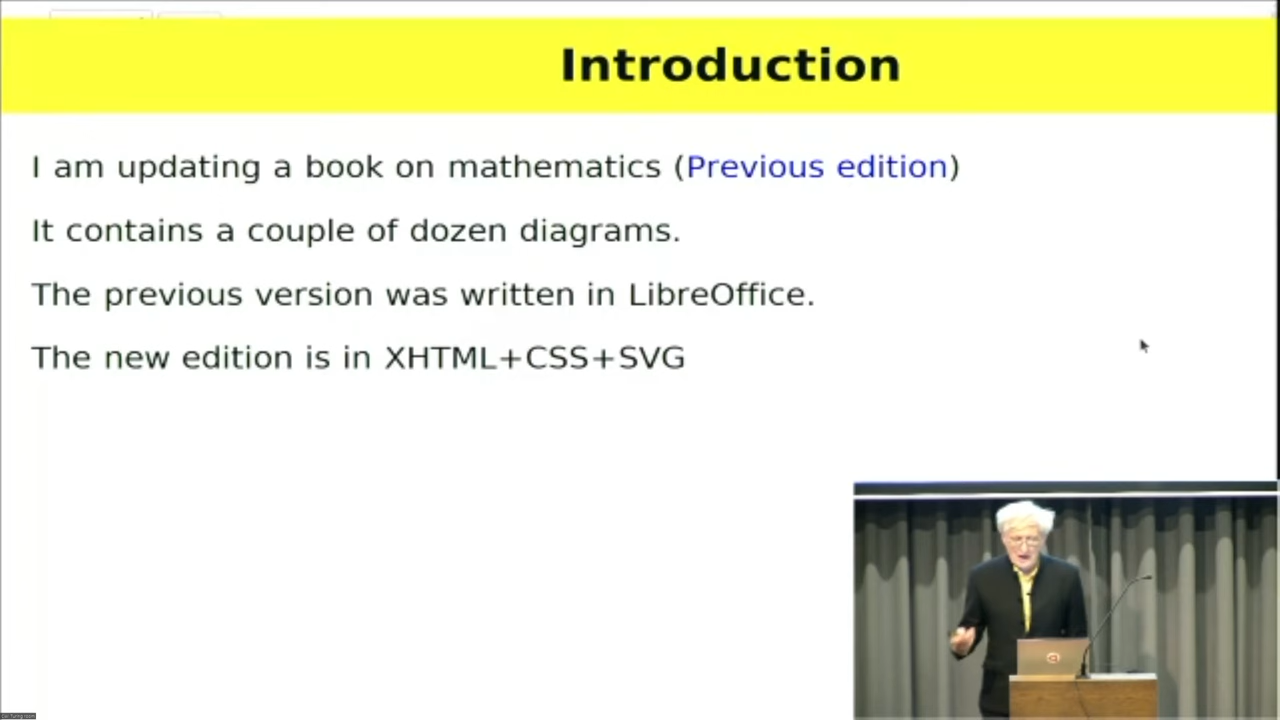 Introduction
I am updating a book on mathematics (Previous edition)
It contains a couple of dozen diagrams.
The previous version was written in LibreOffice.
The new edition is in XHTML+CSS+SVG